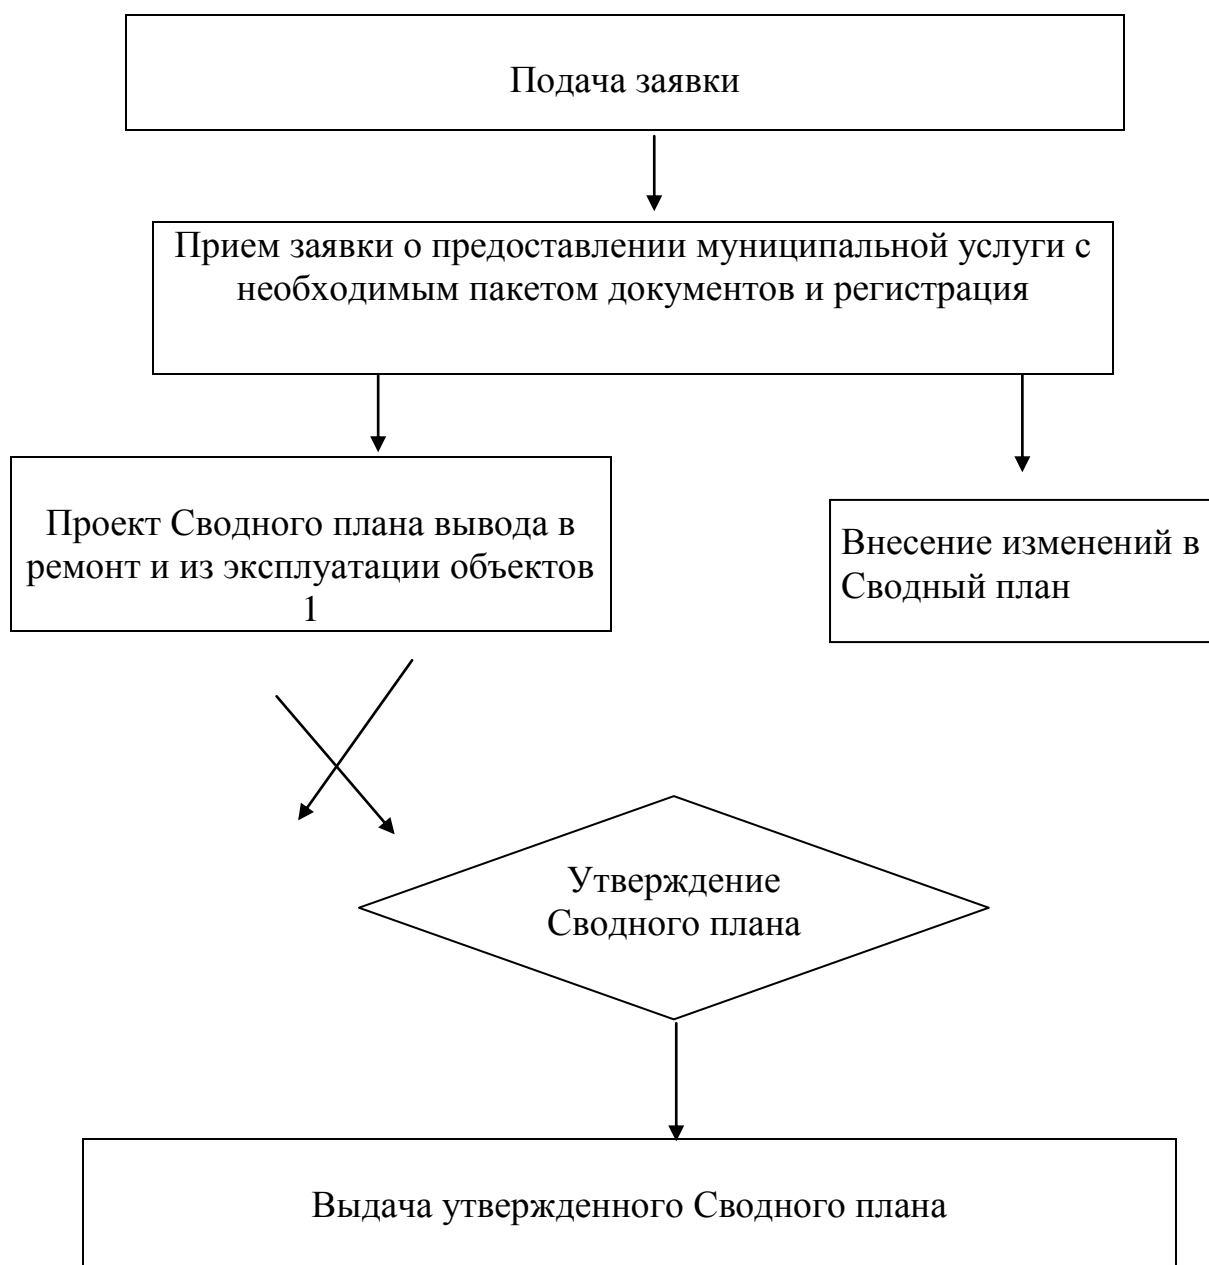 Подача заявки
Прием заявки о предоставлении муниципальной услуги с
необходимым пакетом документов и регистрация
Проект Сводного плана вывода в
ремонт и из эксплуатации объектов
1
Внесение изменений в
Сводный план
Утверждение
Сводного плана
Выдача утвержденного Сводного плана